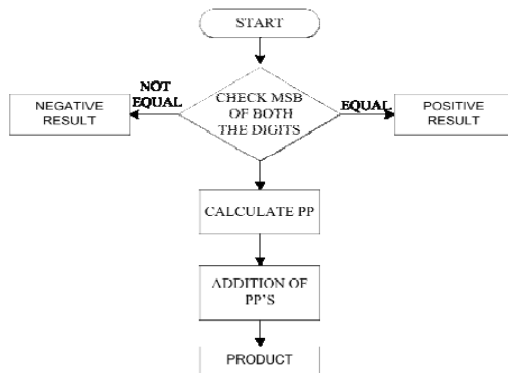 START
NOT
EQUAL
NEGATIVE
RESULT
CHECK MSB
OF BOTH
THE DIGITS
EQUAL
POSITIVE
RESULT
CALCULATE PP
ADDITION OF
PP'S
PRODUCT